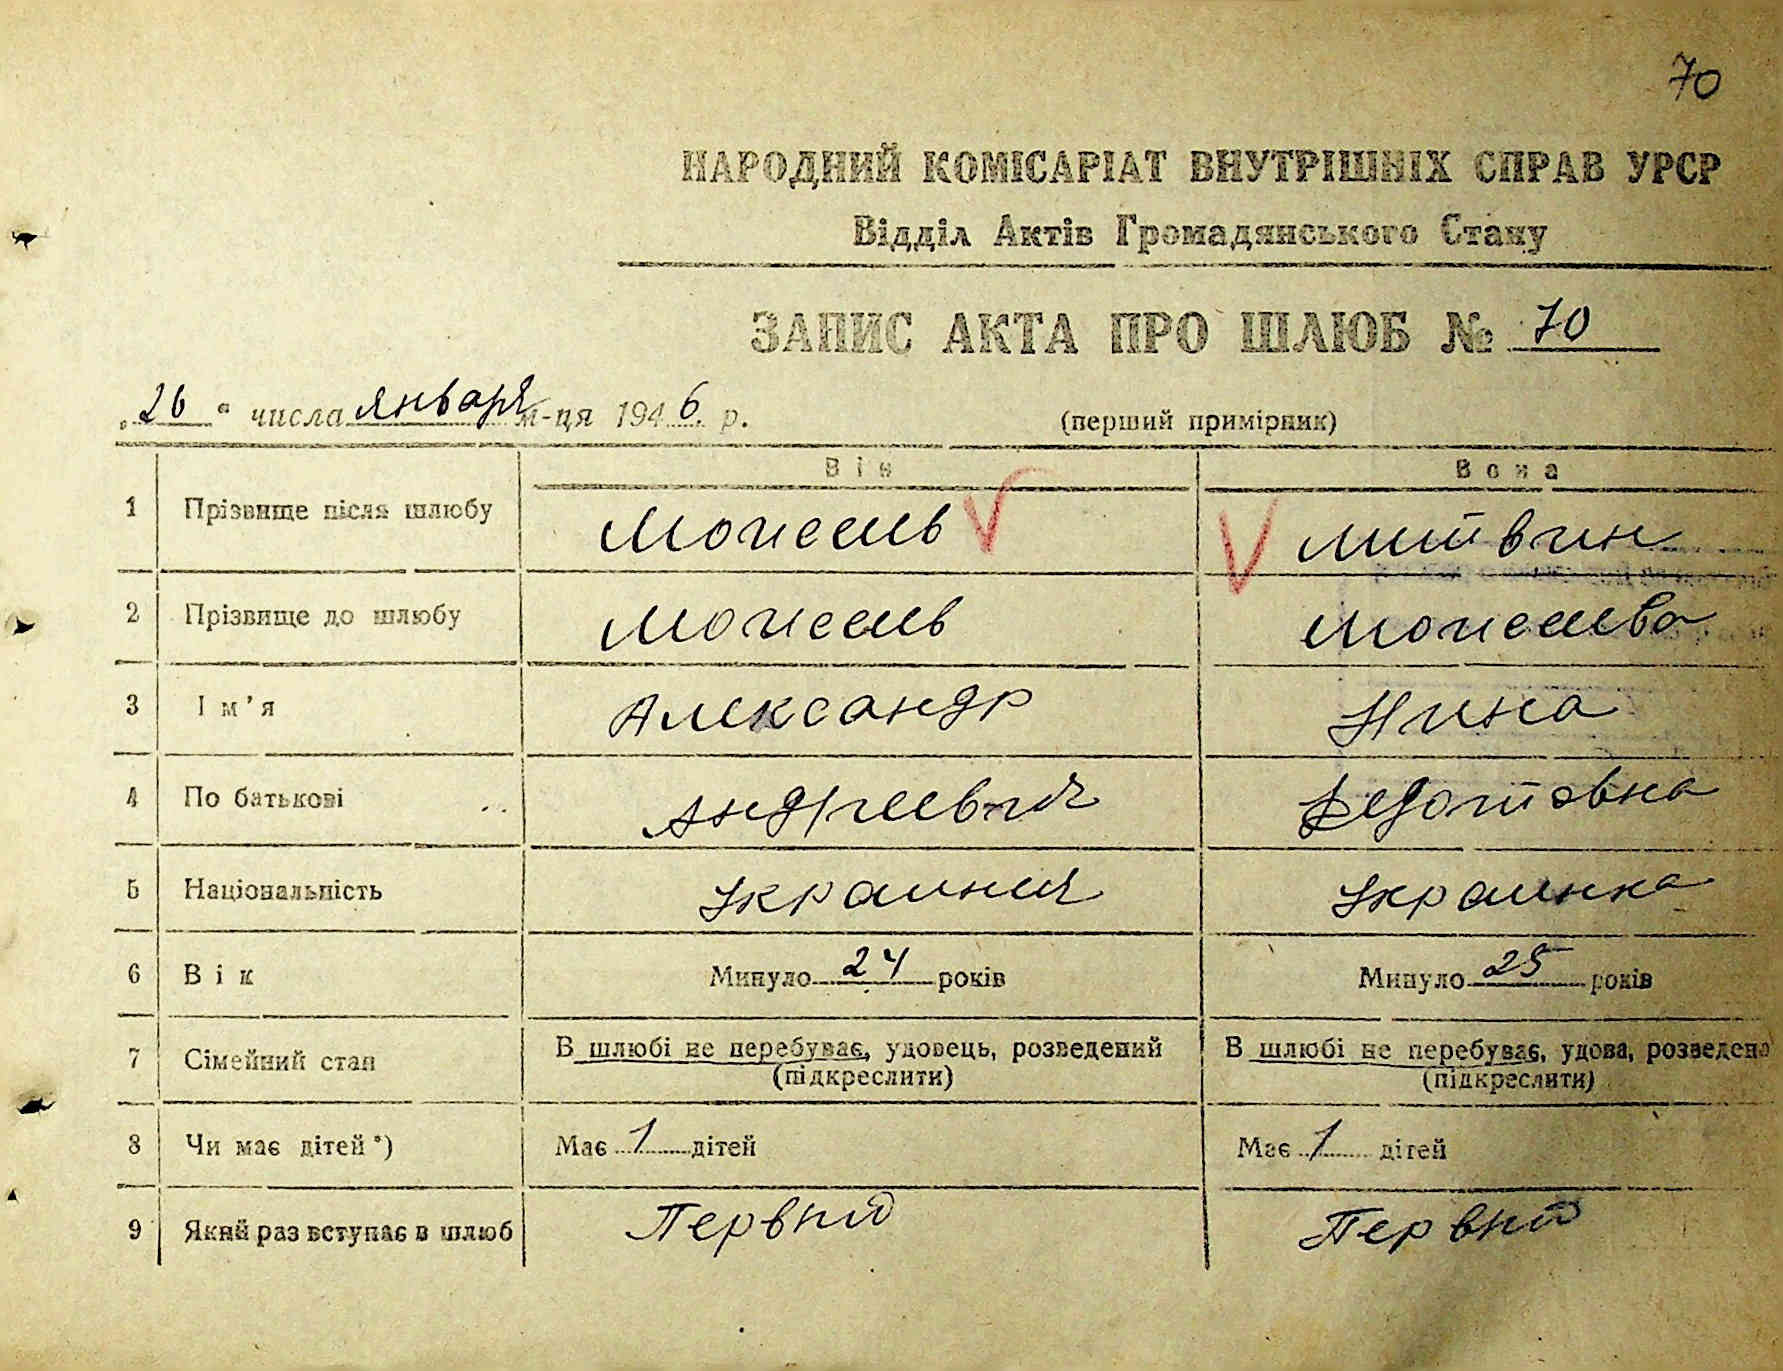 70
НАРОДНИЙ КОМІСАРІАТ ВНУТРІШНІХ СПРАВ УРСР
Відділ Актів Громадянського Стану
ЗАПИС АКТА ПРО ШЛЮБ № 70
„26“ числа января м-ця 1946 р.
(перший примірник)
Він Вона
1 Прізвище після шлюбу Моисеев Литвин
2 Прізвище до шлюбу Моисеев Моисеева
3 Ім’я Александр Нина
4 По батькові Андреевич Федотовна
5 Національність Украинец Украинка
6 Вік Минуло 24 років Минуло 25 років
7 Сімейний стан В шлюбі не перебуває, удовець, розведений В шлюбі не перебуває, удова, розведена
(підкреслити) (підкреслити)
8 Чи має дітей*) Має 1 дітей Має 1 дітей
9 Який раз вступає в шлюб Первый Первый